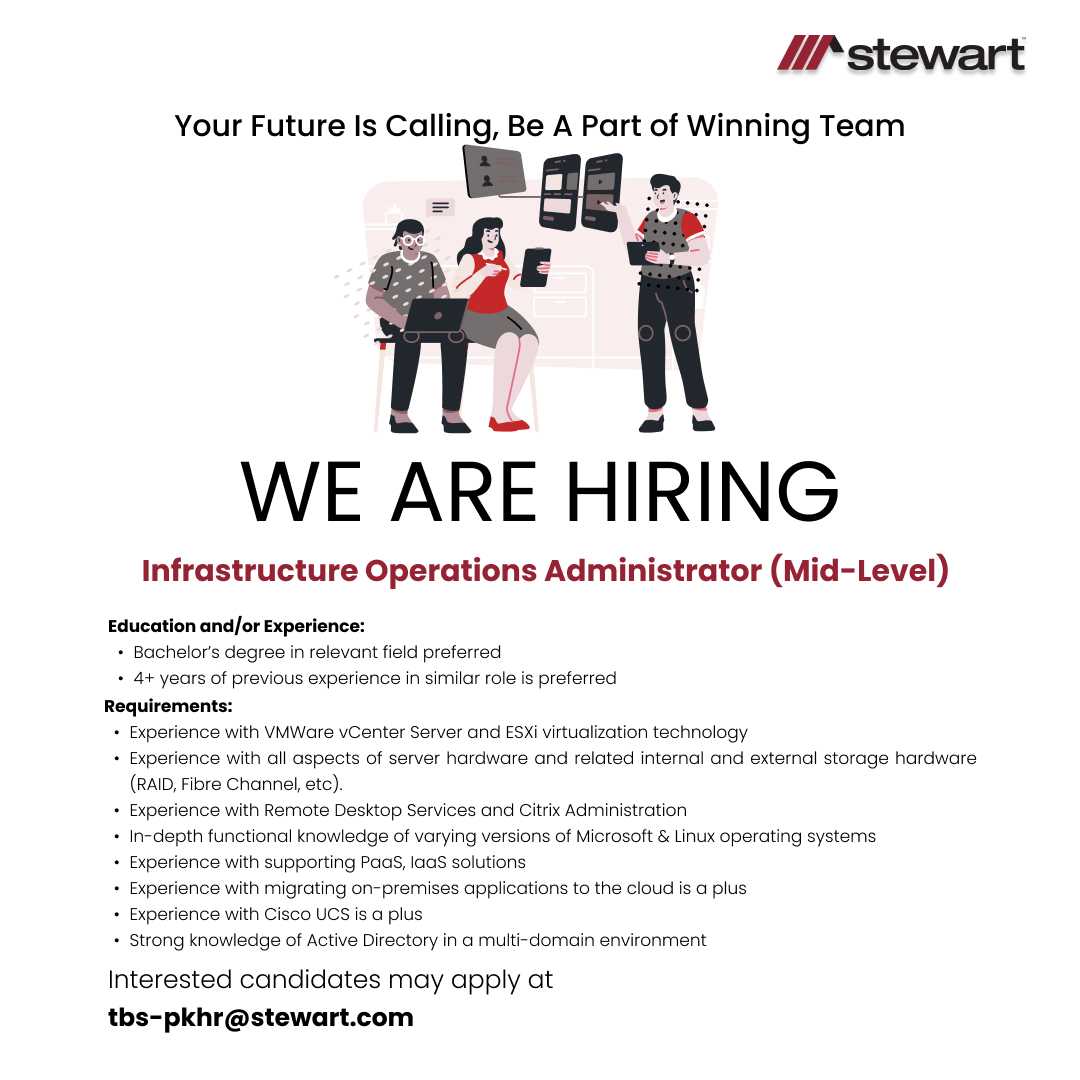 stewart
Your Future Is Calling, Be A Part of Winning Team
WE ARE HIRING
Infrastructure Operations Administrator (Mid-Level)
Education and/or Experience:
• Bachelor’s degree in relevant field preferred
• 4+ years of previous experience in similar role is preferred
Requirements:
• Experience with VMWare vCenter Server and ESXi virtualization technology
• Experience with all aspects of server hardware and related internal and external storage hardware
(RAID, Fibre Channel, etc).
• Experience with Remote Desktop Services and Citrix Administration
• In-depth functional knowledge of varying versions of Microsoft & Linux operating systems
• Experience with supporting PaaS, IaaS solutions
• Experience with migrating on-premises applications to the cloud is a plus
• Experience with Cisco UCS is a plus
• Strong knowledge of Active Directory in a multi-domain environment
Interested candidates may apply at
tbs-pkhr@stewart.com